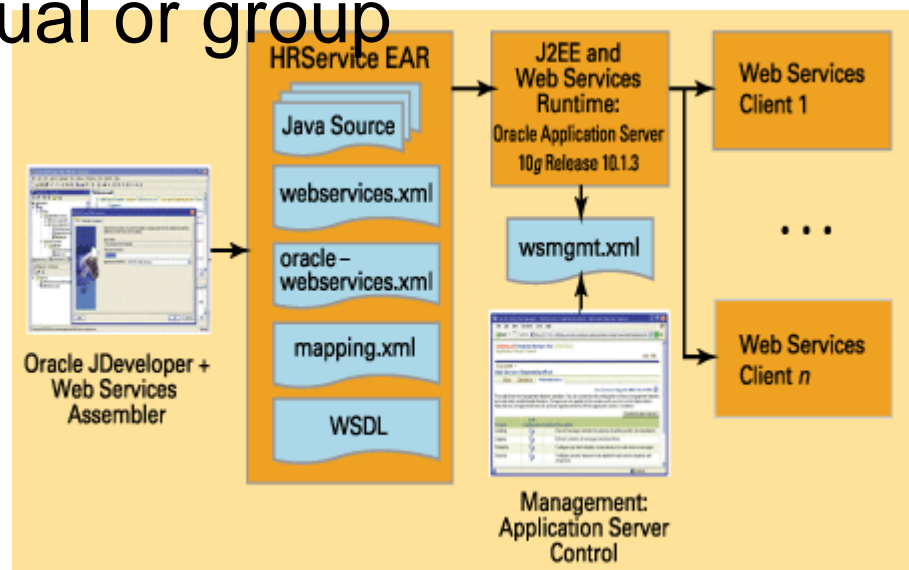 ual or group
HRService EAR
Java Source
webservices.xml
oracle–
webservices.xml
mapping.xml
WSDL
Oracle JDeveloper +
Web Services
Assembler
J2EE and
Web Services
Runtime:
Oracle Application Server
10g Release 10.1.3
wsmgmt.xml
Management:
Application Server
Control
Web Services
Client 1
...
Web Services
Client n